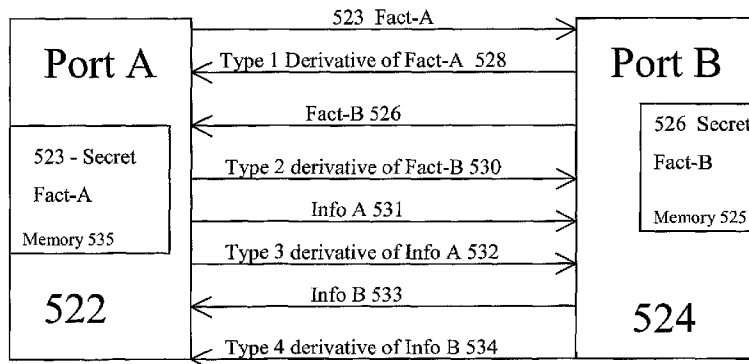 523 Fact-A
Port A
Type 1 Derivative of Fact-A 528
Port B
Fact-B 526
523 - Secret
Fact-A
Memory 535
526 Secret
Fact-B
Memory 525
Type 2 derivative of Fact-B 530
Info A 531
Type 3 derivative of Info A 532
Info B 533
522
524
Type 4 derivative of Info B 534